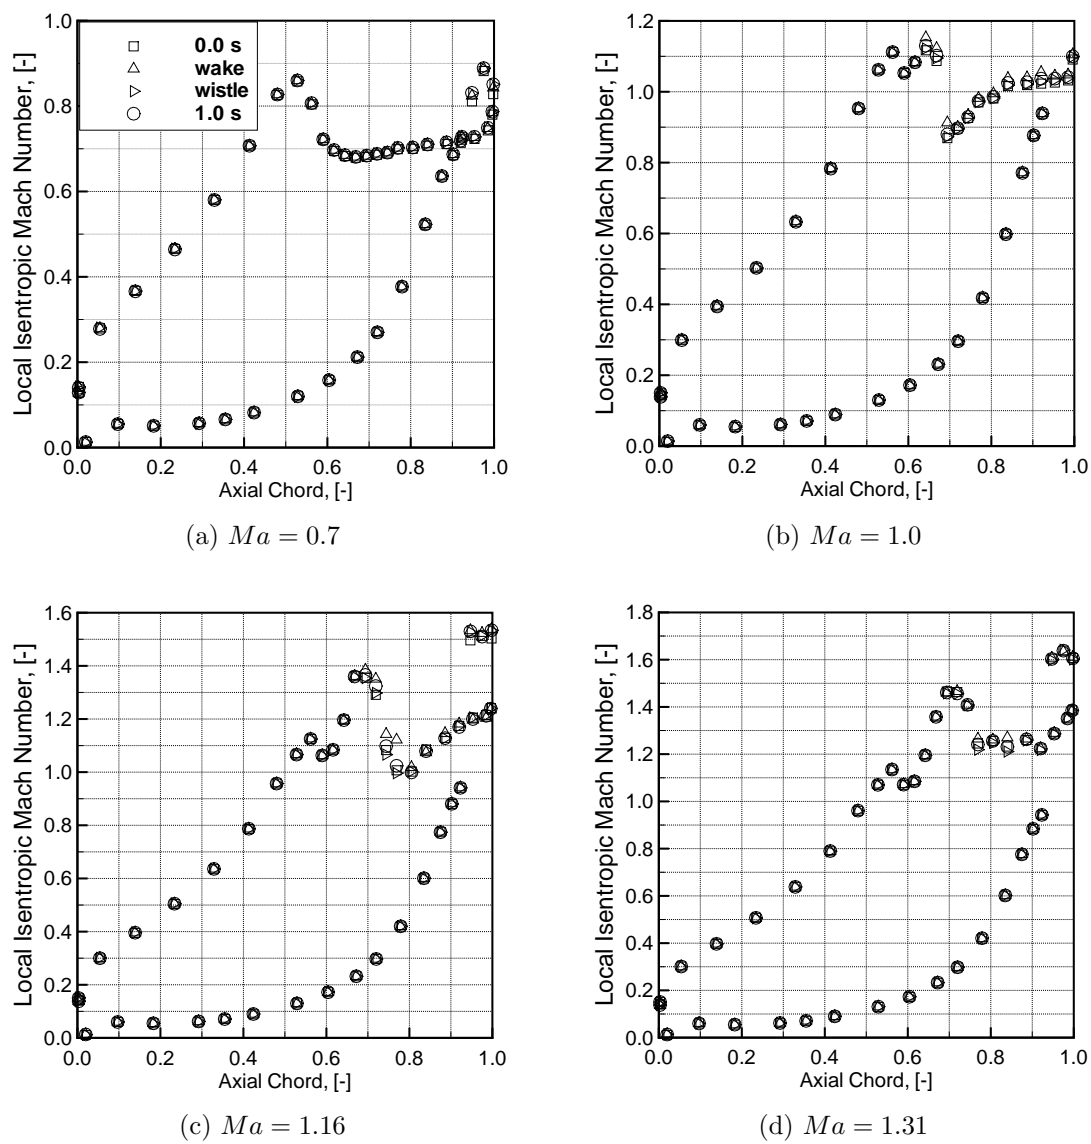 Local Isentropic Mach Number, [-]
1.0
0.8
0.6
0.4
0.2
0.0
0.0 s
wake
wistle
1.0 s
0.0 0.2 0.4 0.6 0.8 1.0
Axial Chord, [-]
(a) Ma = 0.7
Local Isentropic Mach Number, [-]
1.2
1.0
0.8
0.6
0.4
0.2
0.0
0.0 0.2 0.4 0.6 0.8 1.0
Axial Chord, [-]
(b) Ma = 1.0
Local Isentropic Mach Number, [-]
1.6
1.4
1.2
1.0
0.8
0.6
0.4
0.2
0.0
0.0 0.2 0.4 0.6 0.8 1.0
Axial Chord, [-]
(c) Ma = 1.16
Local Isentropic Mach Number, [-]
1.8
1.6
1.4
1.2
1.0
0.8
0.6
0.4
0.2
0.0
0.0 0.2 0.4 0.6 0.8 1.0
Axial Chord, [-]
(d) Ma = 1.31